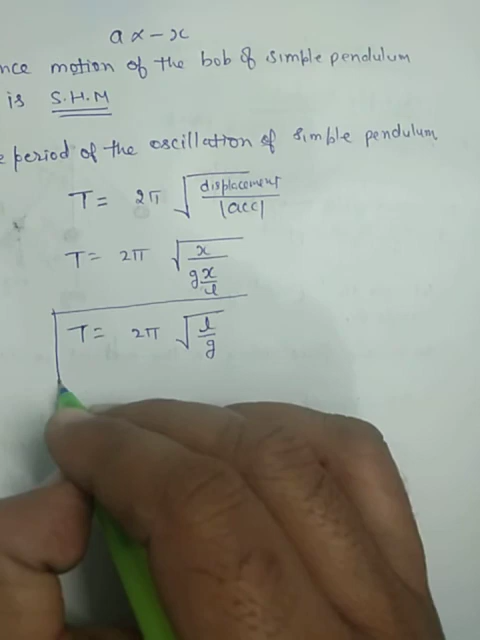 a ∝ - x
nce motion of the bob of simple pendulum
is S.H.M
e period of the oscillation of simple pendulum
T = 2π √(displacement/|acc|)
T = 2π √(x/(g x/l))
T = 2π √(l/g)